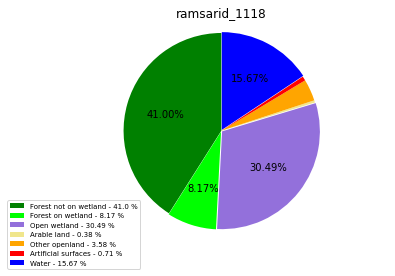 ramsarid_1118
15.67%
41.00%
8.17%
30.49%
Forest not on wetland - 41.0 %
Forest on wetland - 8.17 %
Open wetland - 30.49 %
Arable land - 0.38 %
Other openland - 3.58 %
Artificial surfaces - 0.71 %
Water - 15.67 %